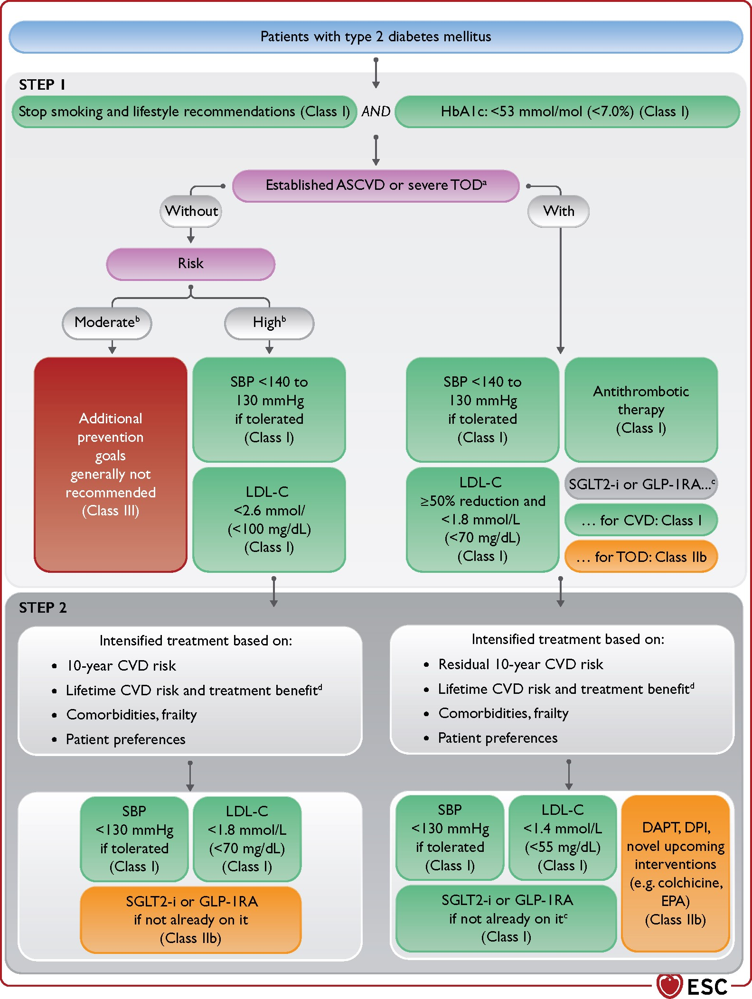 Patients with type 2 diabetes mellitus
STEP 1
Stop smoking and lifestyle recommendations (Class I)
AND
HbA1c: <53 mmol/mol (<7.0%) (Class I)
Established ASCVD or severe TODᵃ
Without
With
Risk
Moderateᵇ
Highᵇ
Additional
prevention
goals
generally not
recommended
(Class III)
SBP <140 to
130 mmHg
if tolerated
(Class I)
LDL-C
<2.6 mmol/
(<100 mg/dL)
(Class I)
SBP <140 to
130 mmHg
if tolerated
(Class I)
LDL-C
≥50% reduction and
<1.8 mmol/L
(<70 mg/dL)
(Class I)
Antithrombotic
therapy
(Class I)
SGLT2-i or GLP-1RA...ᶜ
… for CVD: Class I
… for TOD: Class IIb
STEP 2
Intensified treatment based on:
• 10-year CVD risk
• Lifetime CVD risk and treatment benefitᵈ
• Comorbidities, frailty
• Patient preferences
Intensified treatment based on:
• Residual 10-year CVD risk
• Lifetime CVD risk and treatment benefitᵈ
• Comorbidities, frailty
• Patient preferences
SBP
<130 mmHg
if tolerated
(Class I)
LDL-C
<1.8 mmol/L
(<70 mg/dL)
(Class I)
SGLT2-i or GLP-1RA
if not already on it
(Class IIb)
SBP
<130 mmHg
if tolerated
(Class I)
LDL-C
<1.4 mmol/L
(<55 mg/dL)
(Class I)
SGLT2-i or GLP-1RA
if not already on itᶜ
(Class I)
DAPT, DPI,
novel upcoming
interventions
(e.g. colchicine,
EPA)
(Class IIb)
ESC